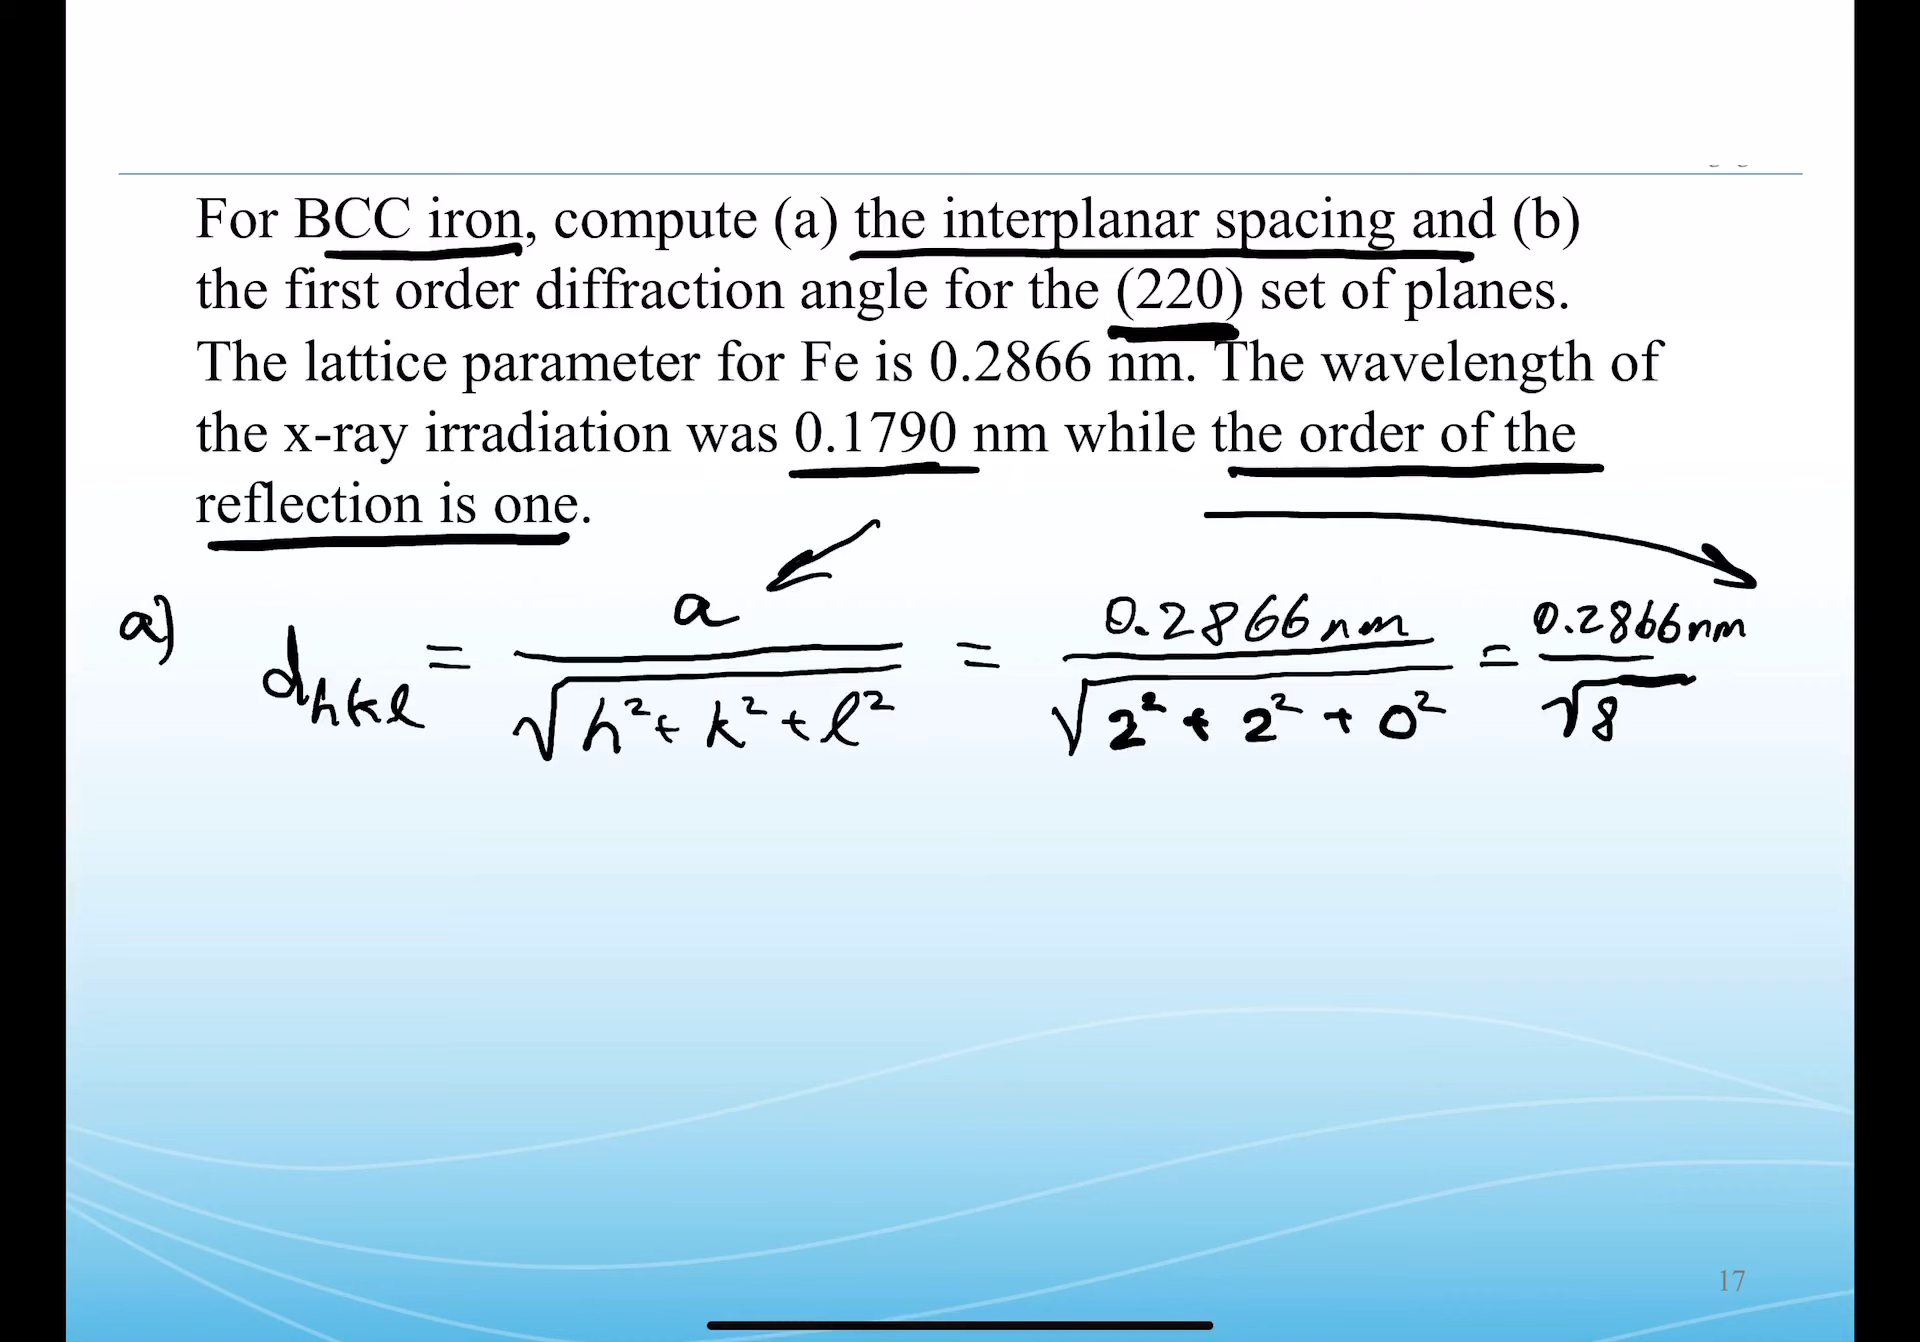 For BCC iron, compute (a) the interplanar spacing and (b)
the first order diffraction angle for the (220) set of planes.
The lattice parameter for Fe is 0.2866 nm. The wavelength of
the x-ray irradiation was 0.1790 nm while the order of the
reflection is one.
a) d_hkl = a / √(h² + k² + l²) = 0.2866 nm / √(2² + 2² + 0²) = 0.2866 nm / √8
17